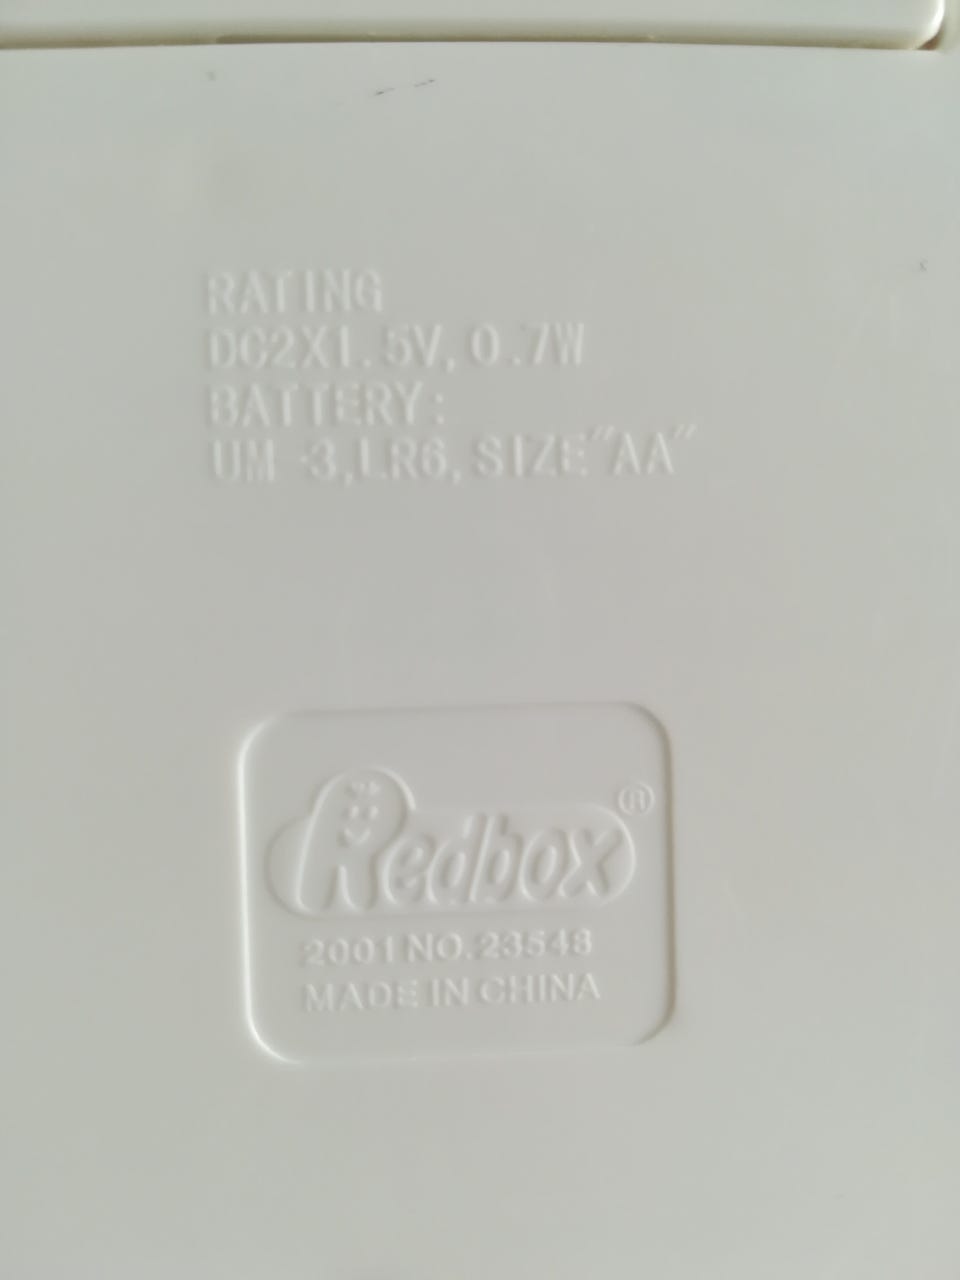 RATING
DC2X1.5V, 0.7W
BATTERY:
UM-3,LR6, SIZE"AA"
Redbox®
2001 NO. 23548
MADE IN CHINA